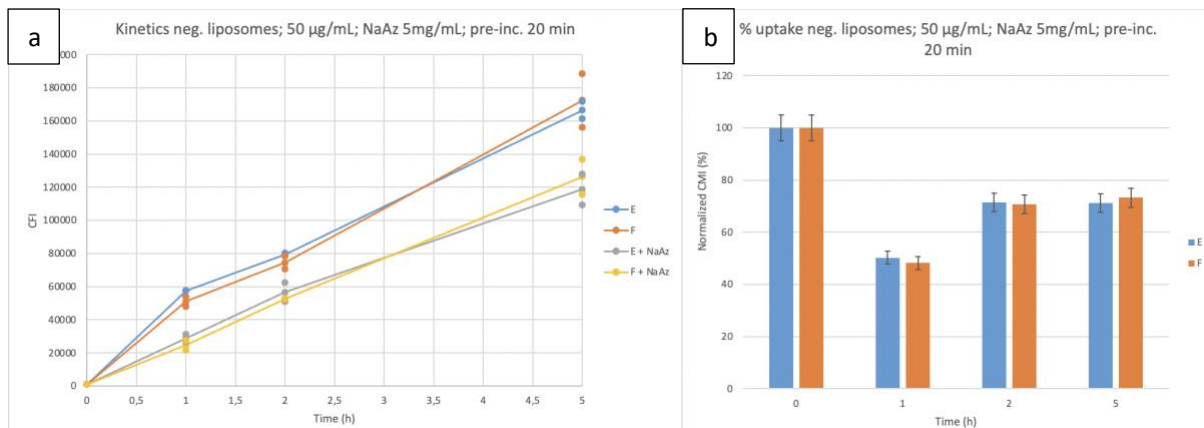 a
Kinetics neg. liposomes; 50 µg/mL; NaAz 5mg/mL; pre-inc. 20 min
180000
160000
140000
120000
100000
80000
60000
40000
20000
0
CFI
0
0,5
1
1,5
2
2,5
3
3,5
4
4,5
5
Time (h)
E
F
E + NaAz
F + NaAz
b
% uptake neg. liposomes; 50 µg/mL; NaAz 5mg/mL; pre-inc.
20 min
120
100
80
60
40
20
0
Normalized CMI (%)
0
1
2
5
Time (h)
E
F